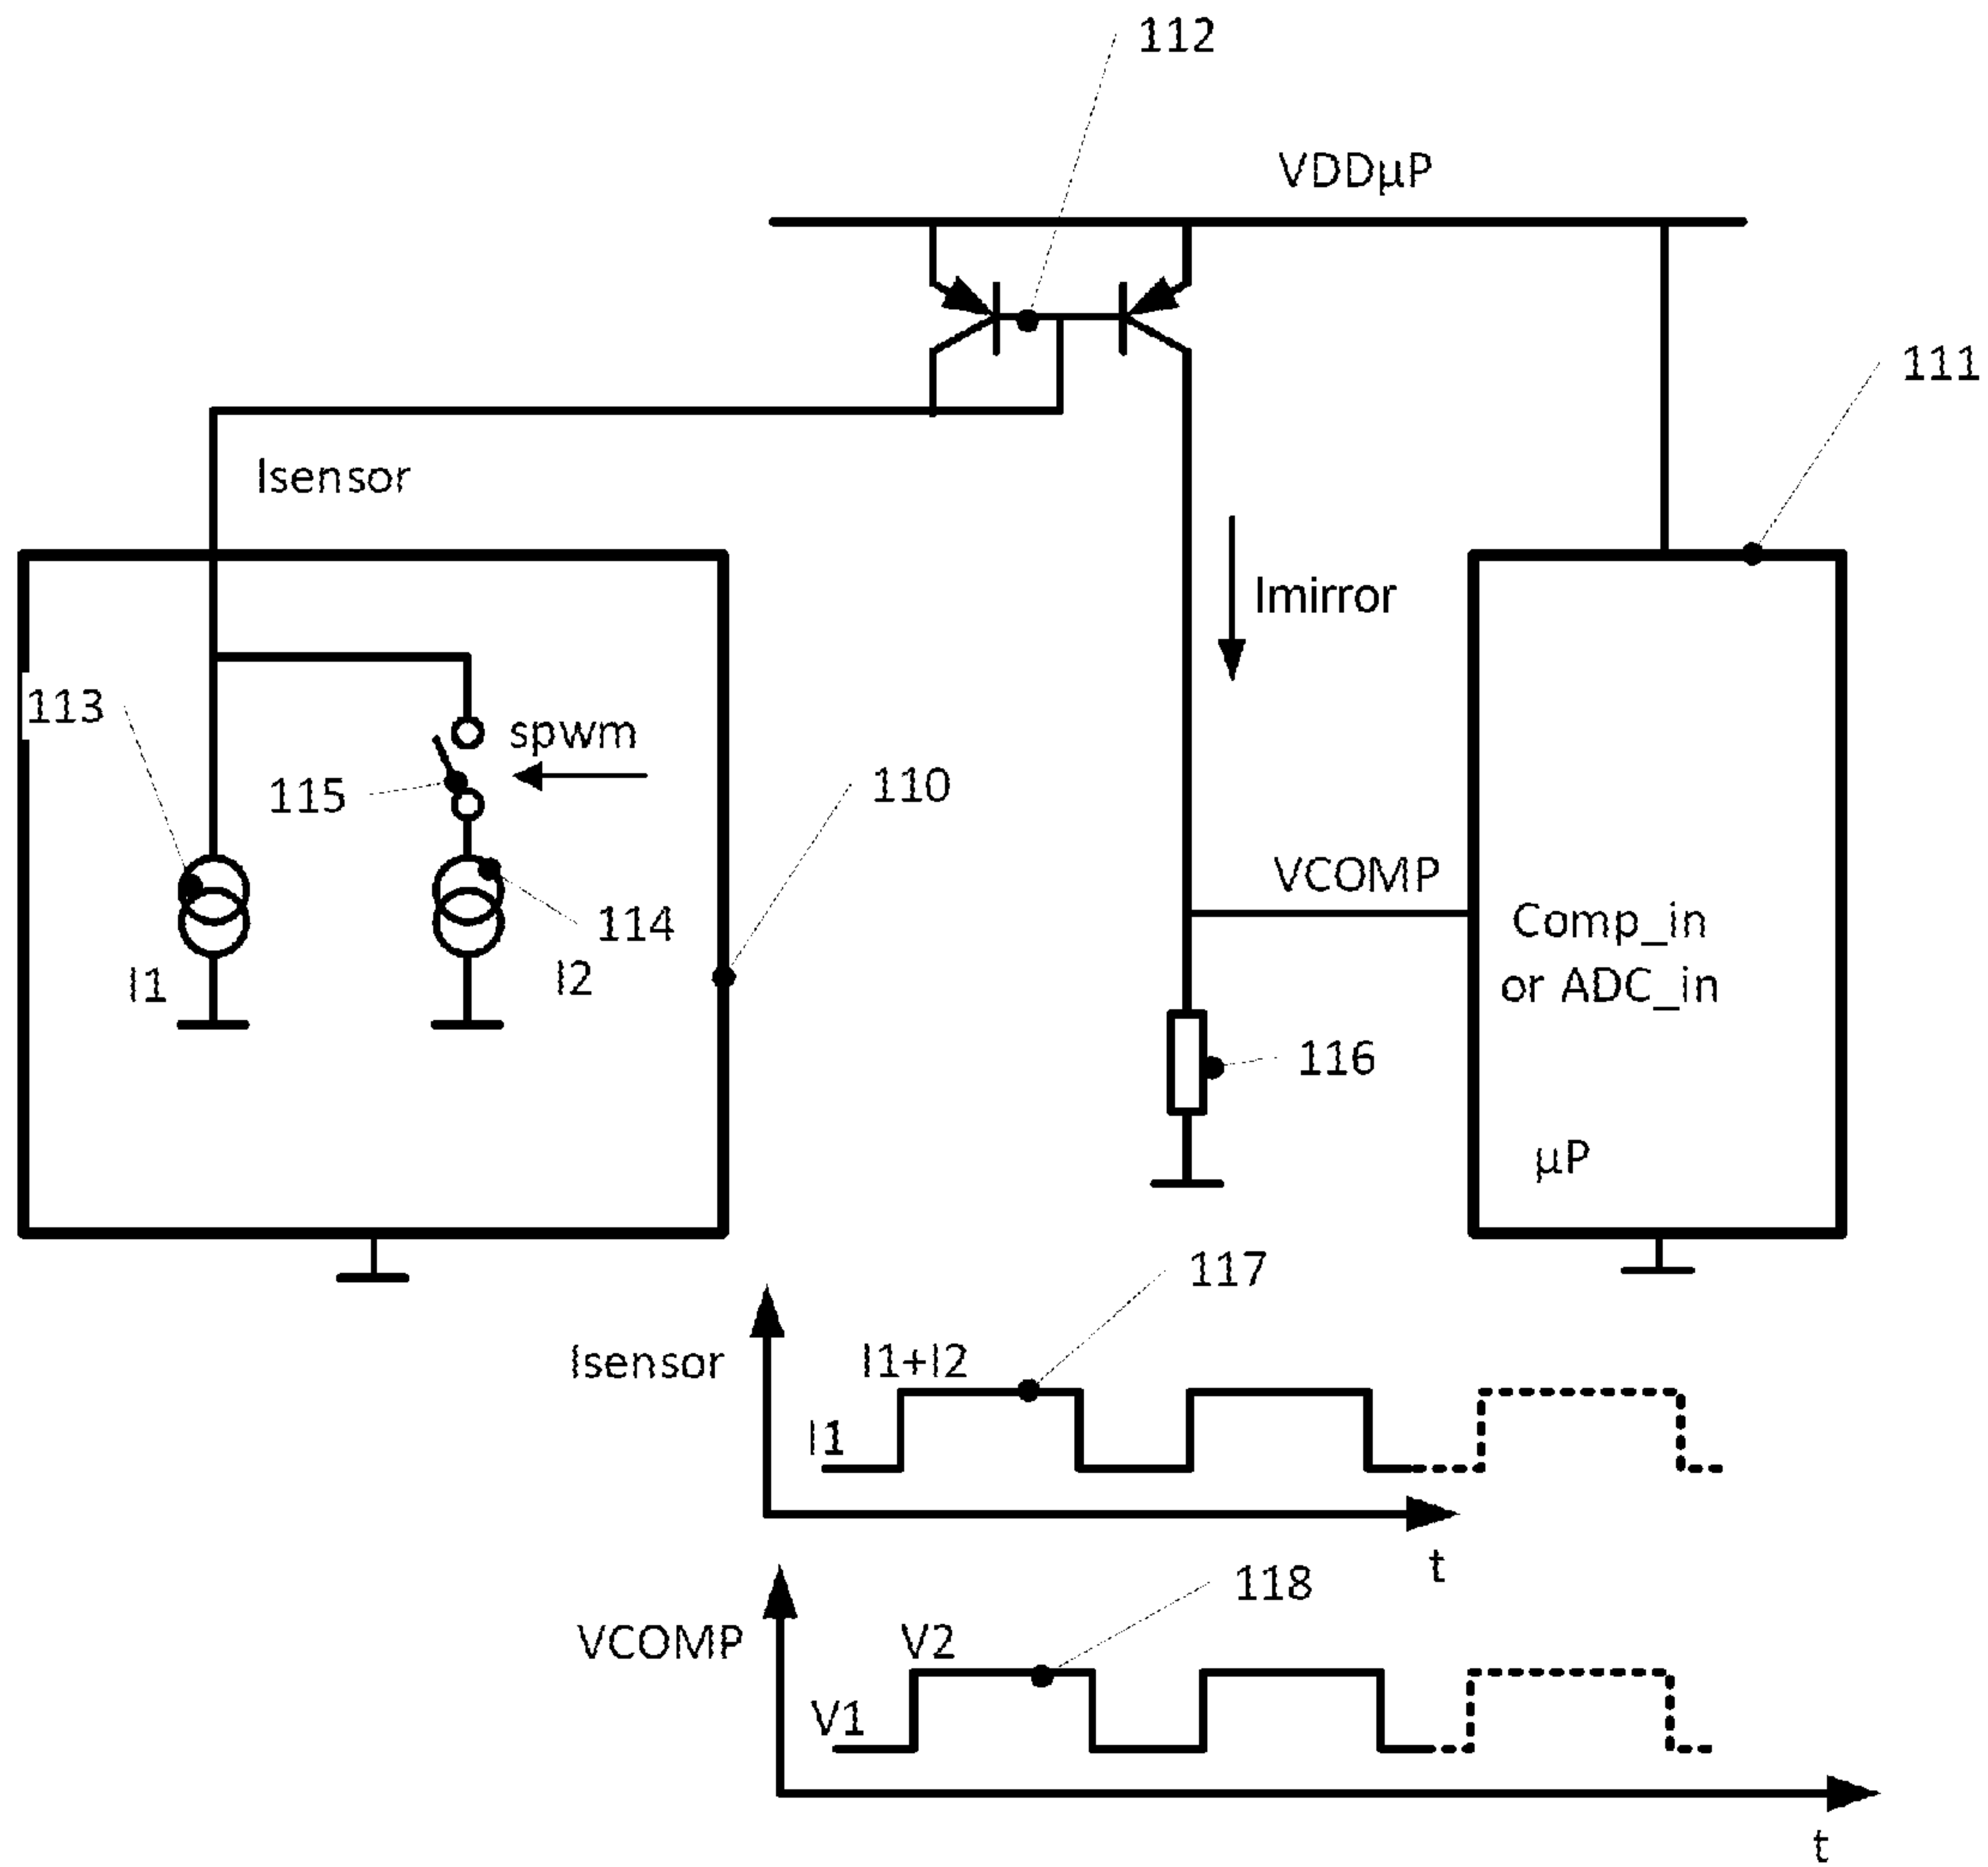 112
VDDµP
111
Isensor
Imirror
113
spwm
115
110
VCOMP
114
Comp_in
or ADC_in
I1
I2
116
µP
117
Isensor
I1+I2
I1
t
118
VCOMP
V2
V1
t